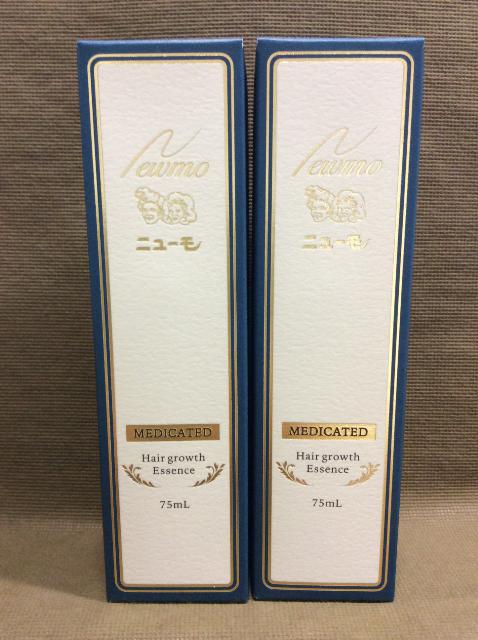 Newmo
ニューモ
MEDICATED
Hair growth
Essence
75mL
Newmo
ニューモ
MEDICATED
Hair growth
Essence
75mL